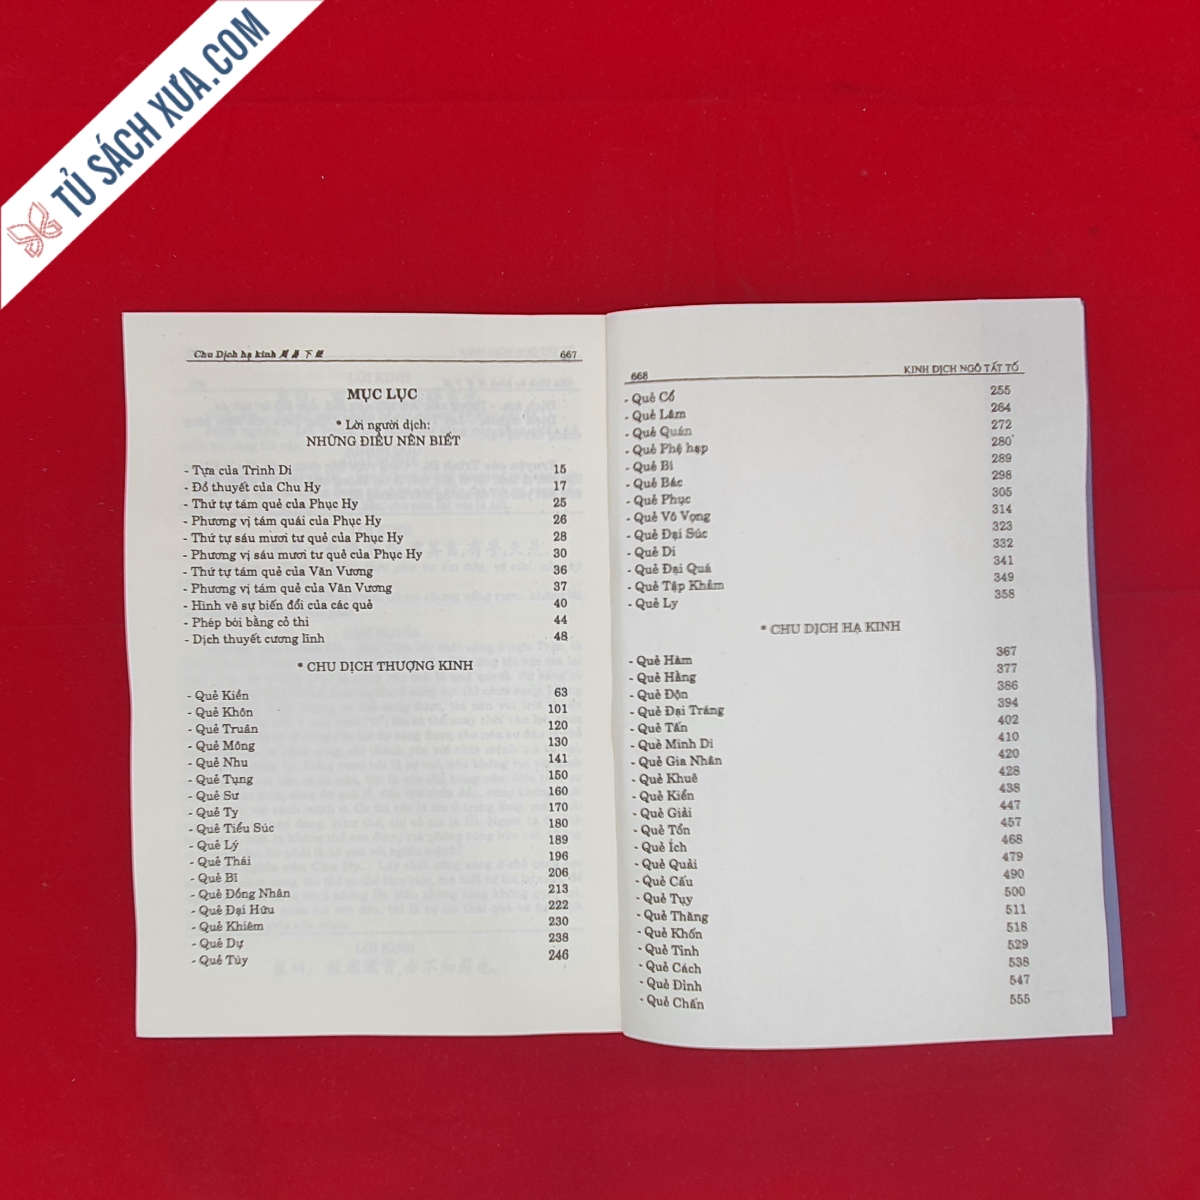 TỦ SÁCH XƯA.COM
Chu Dịch hạ kinh 周易下經 667
MỤC LỤC
* Lời người dịch:
NHỮNG ĐIỀU NÊN BIẾT
- Tựa của Trình Di 15
- Đồ thuyết của Chu Hy 17
- Thứ tự tám quẻ của Phục Hy 25
- Phương vị tám quái của Phục Hy 26
- Thứ tự sáu mươi tư quẻ của Phục Hy 28
- Phương vị sáu mươi tư quẻ của Phục Hy 30
- Thứ tự tám quẻ của Văn Vương 36
- Phương vị tám quẻ của Văn Vương 37
- Hình vẽ sự biến đổi của các quẻ 40
- Phép bói bằng cỏ thi 44
- Dịch thuyết cương lĩnh 48
* CHU DỊCH THƯỢNG KINH
- Quẻ Kiền 63
- Quẻ Khôn 101
- Quẻ Truân 120
- Quẻ Mông 130
- Quẻ Nhu 141
- Quẻ Tụng 150
- Quẻ Sư 160
- Quẻ Tỵ 170
- Quẻ Tiểu Súc 180
- Quẻ Lý 189
- Quẻ Thái 196
- Quẻ Bĩ 206
- Quẻ Đồng Nhân 213
- Quẻ Đại Hữu 222
- Quẻ Khiêm 230
- Quẻ Dự 238
- Quẻ Tùy 246
668 KINH DỊCH NGÔ TẤT TỐ
- Quẻ Cổ 255
- Quẻ Lâm 264
- Quẻ Quán 272
- Quẻ Phệ hạp 280
- Quẻ Bí 289
- Quẻ Bác 298
- Quẻ Phục 305
- Quẻ Vô Vọng 314
- Quẻ Đại Súc 323
- Quẻ Di 332
- Quẻ Đại Quá 341
- Quẻ Tập Khảm 349
- Quẻ Ly 358
* CHU DỊCH HẠ KINH
- Quẻ Hàm 367
- Quẻ Hằng 377
- Quẻ Độn 386
- Quẻ Đại Tráng 394
- Quẻ Tấn 402
- Quẻ Minh Di 410
- Quẻ Gia Nhân 420
- Quẻ Khuê 428
- Quẻ Kiển 438
- Quẻ Giải 447
- Quẻ Tổn 457
- Quẻ Ích 468
- Quẻ Quải 479
- Quẻ Cấu 490
- Quẻ Tụy 500
- Quẻ Thăng 511
- Quẻ Khốn 518
- Quẻ Tỉnh 529
- Quẻ Cách 538
- Quẻ Đỉnh 547
- Quẻ Chấn 555